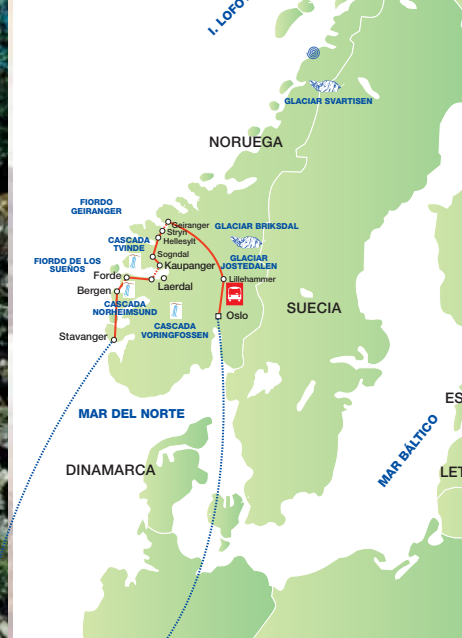 I. LOFO
GLACIAR SVARTISEN
NORUEGA
FIORDO
GEIRANGER
Geiranger
Stryn
Hellesylt
GLACIAR BRIKSDAL
CASCADA
TVINDE
Sogndal
Kaupanger
GLACIAR
JOSTEDALEN
FIORDO DE LOS
SUEÑOS
Forde
Laerdal
Lillehammer
Bergen
CASCADA
NORHEIMSUND
CASCADA
VORINGFOSSEN
Oslo
SUECIA
Stavanger
MAR DEL NORTE
DINAMARCA
MAR BÁLTICO
ES
LET